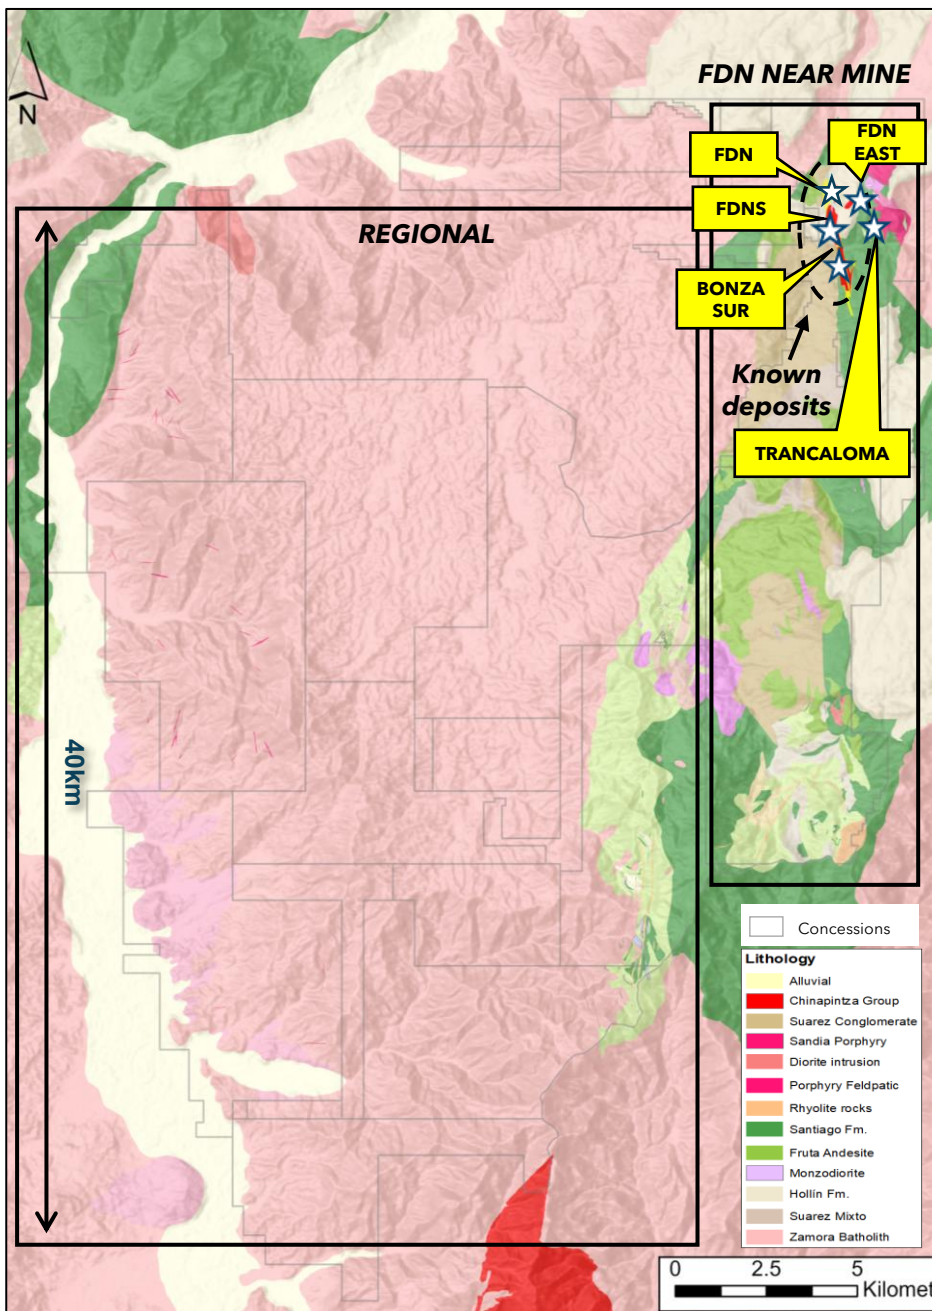 N
FDN NEAR MINE
FDN
FDN
EAST
FDNS
REGIONAL
BONZA
SUR
Known
deposits
TRANCALOMA
40km
Concessions
Lithology
Alluvial
Chinapintza Group
Suarez Conglomerate
Sandia Porphyry
Diorite intrusion
Porphyry Feldpatic
Rhyolite rocks
Santiago Fm.
Fruta Andesite
Monzodiorite
Hollín Fm.
Suarez Mixto
Zamora Batholith
0 2.5 5
Kilomet